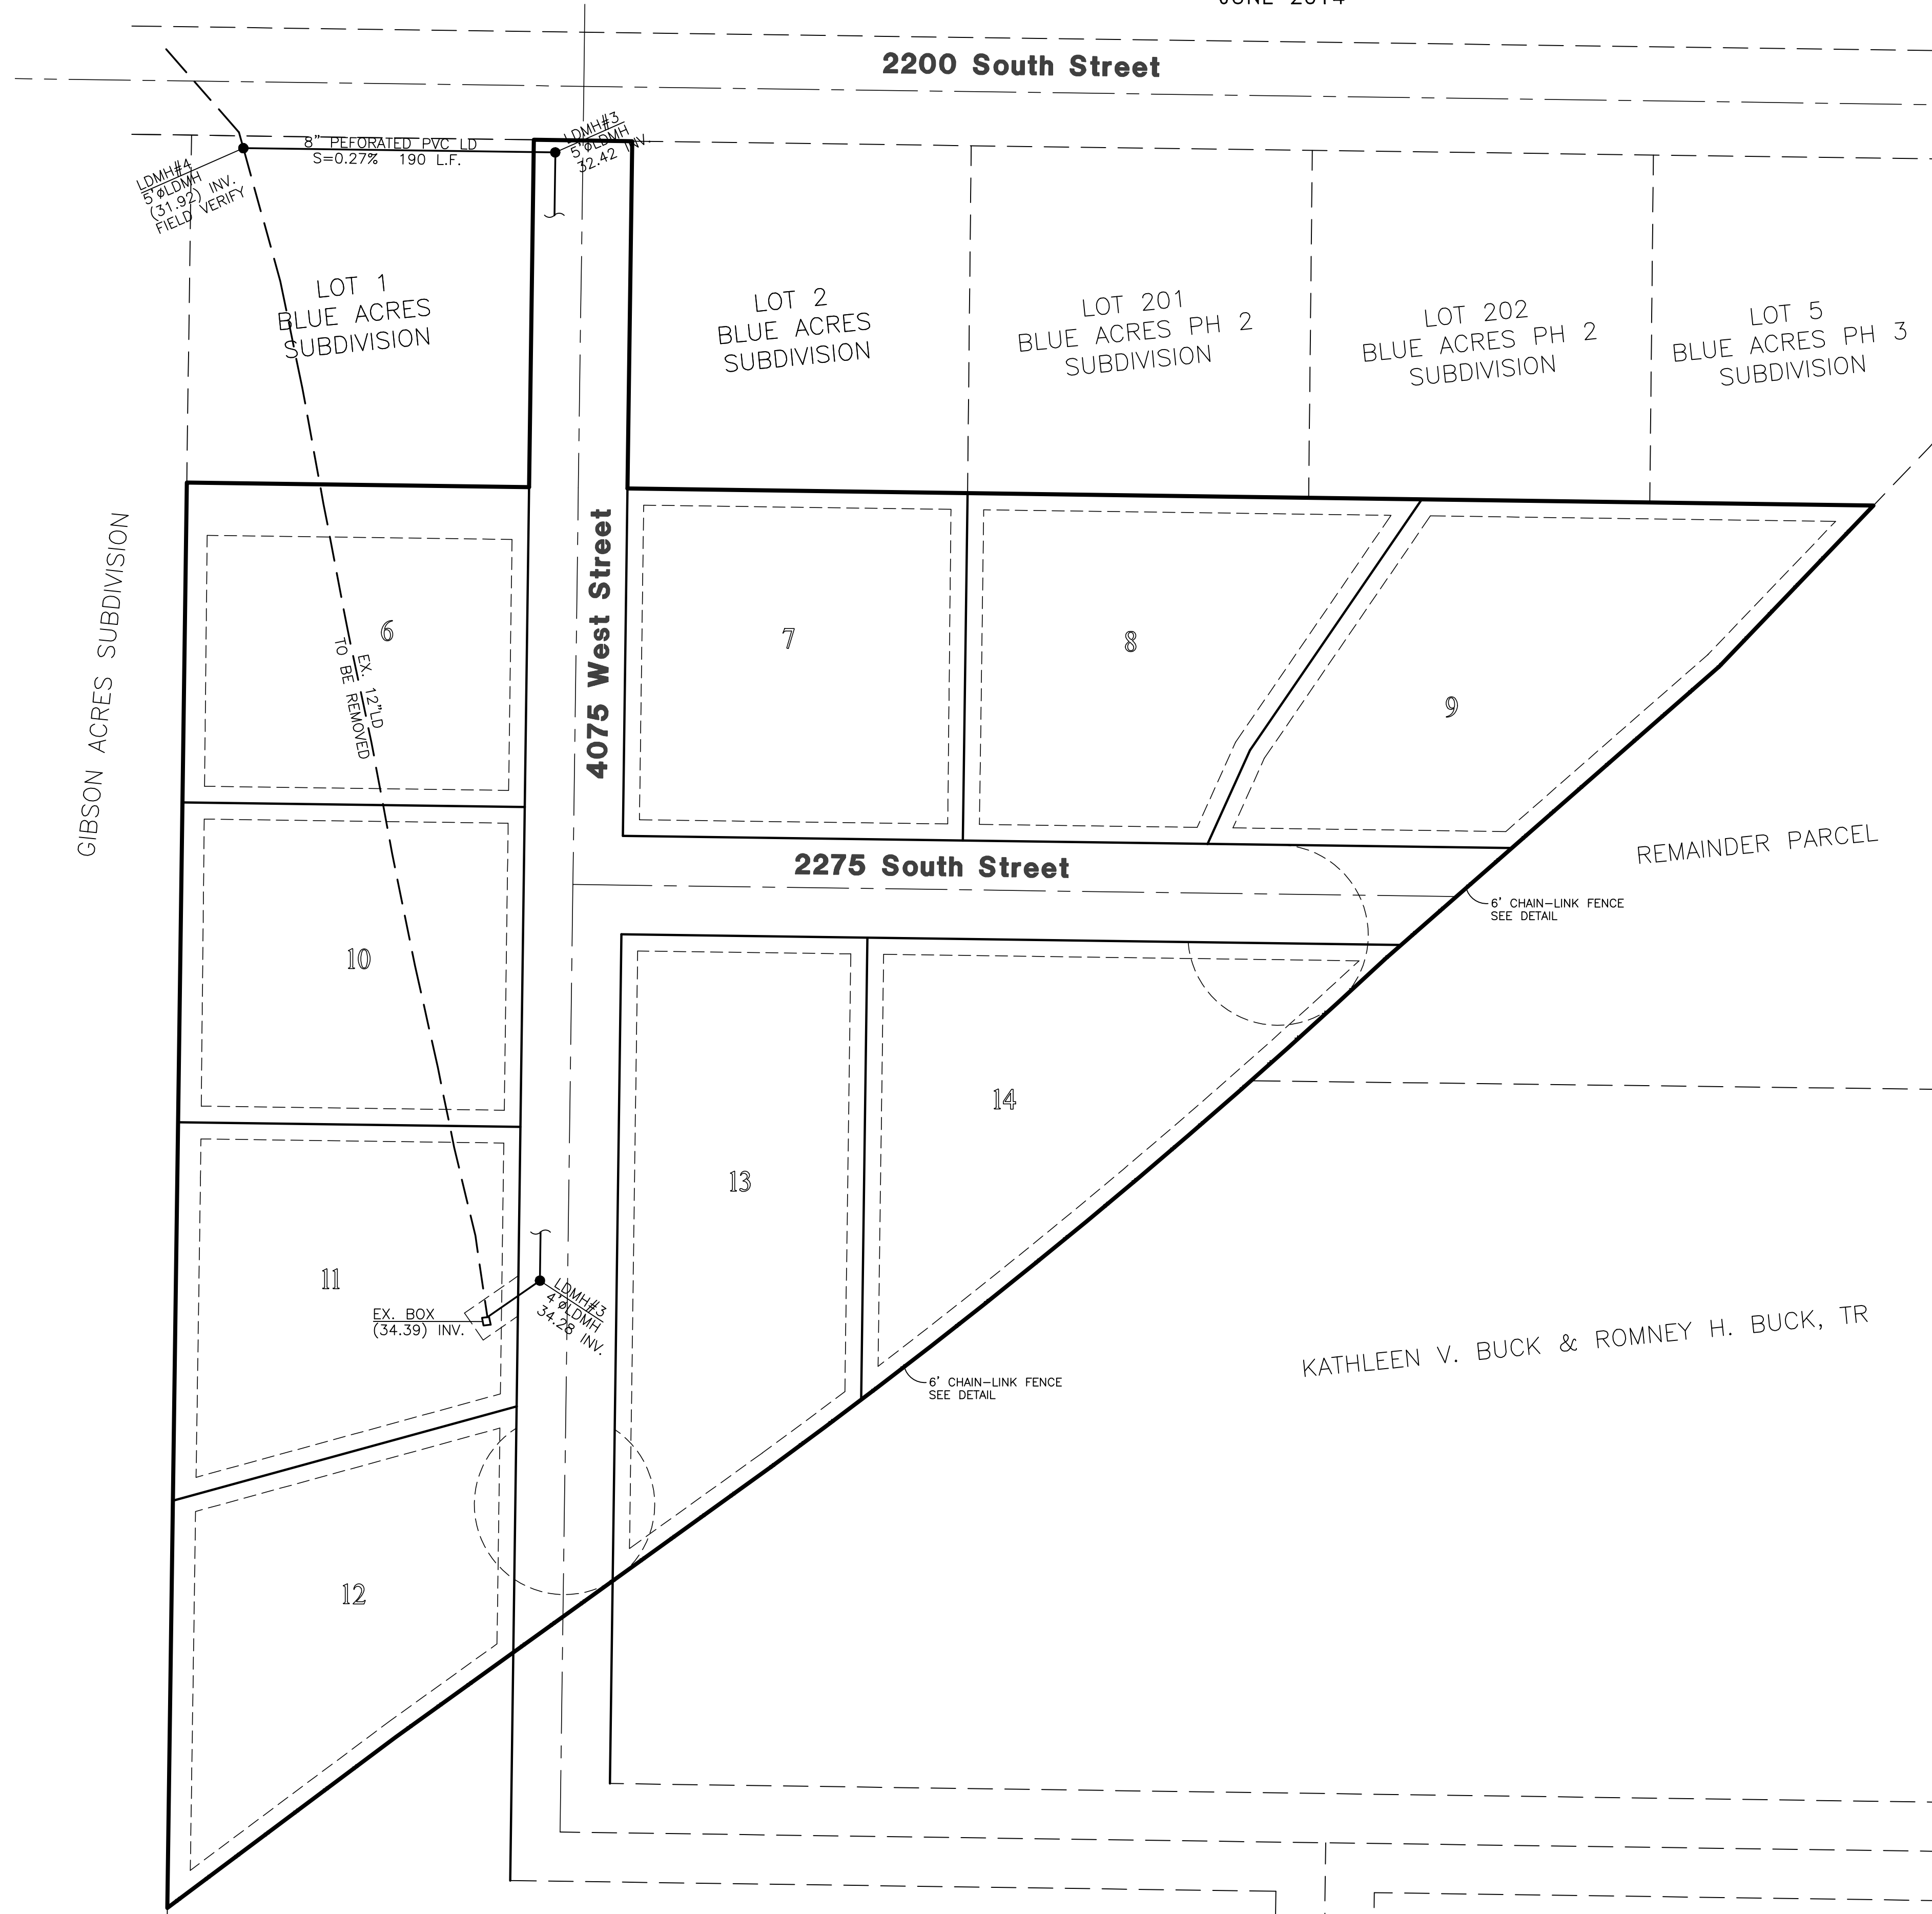 JUNE 2014
2200 South Street
8" PEFORATED PVC LD
S=0.27% 190 L.F.
LDMH#3
5'øLDMH
32.42 INV.
LDMH#4
5'øLDMH
(31.92) INV.
FIELD VERIFY
LOT 1
BLUE ACRES
SUBDIVISION
LOT 2
BLUE ACRES
SUBDIVISION
LOT 201
BLUE ACRES PH 2
SUBDIVISION
LOT 202
BLUE ACRES PH 2
SUBDIVISION
LOT 5
BLUE ACRES PH 3
SUBDIVISION
GIBSON ACRES SUBDIVISION
4075 West Street
6
7
8
9
EX. 12"LD
TO BE REMOVED
2275 South Street
REMAINDER PARCEL
6' CHAIN-LINK FENCE
SEE DETAIL
10
14
13
11
EX. BOX
(34.39) INV.
LDMH#3
4'øLDMH
34.28 INV.
6' CHAIN-LINK FENCE
SEE DETAIL
KATHLEEN V. BUCK & ROMNEY H. BUCK, TR
12